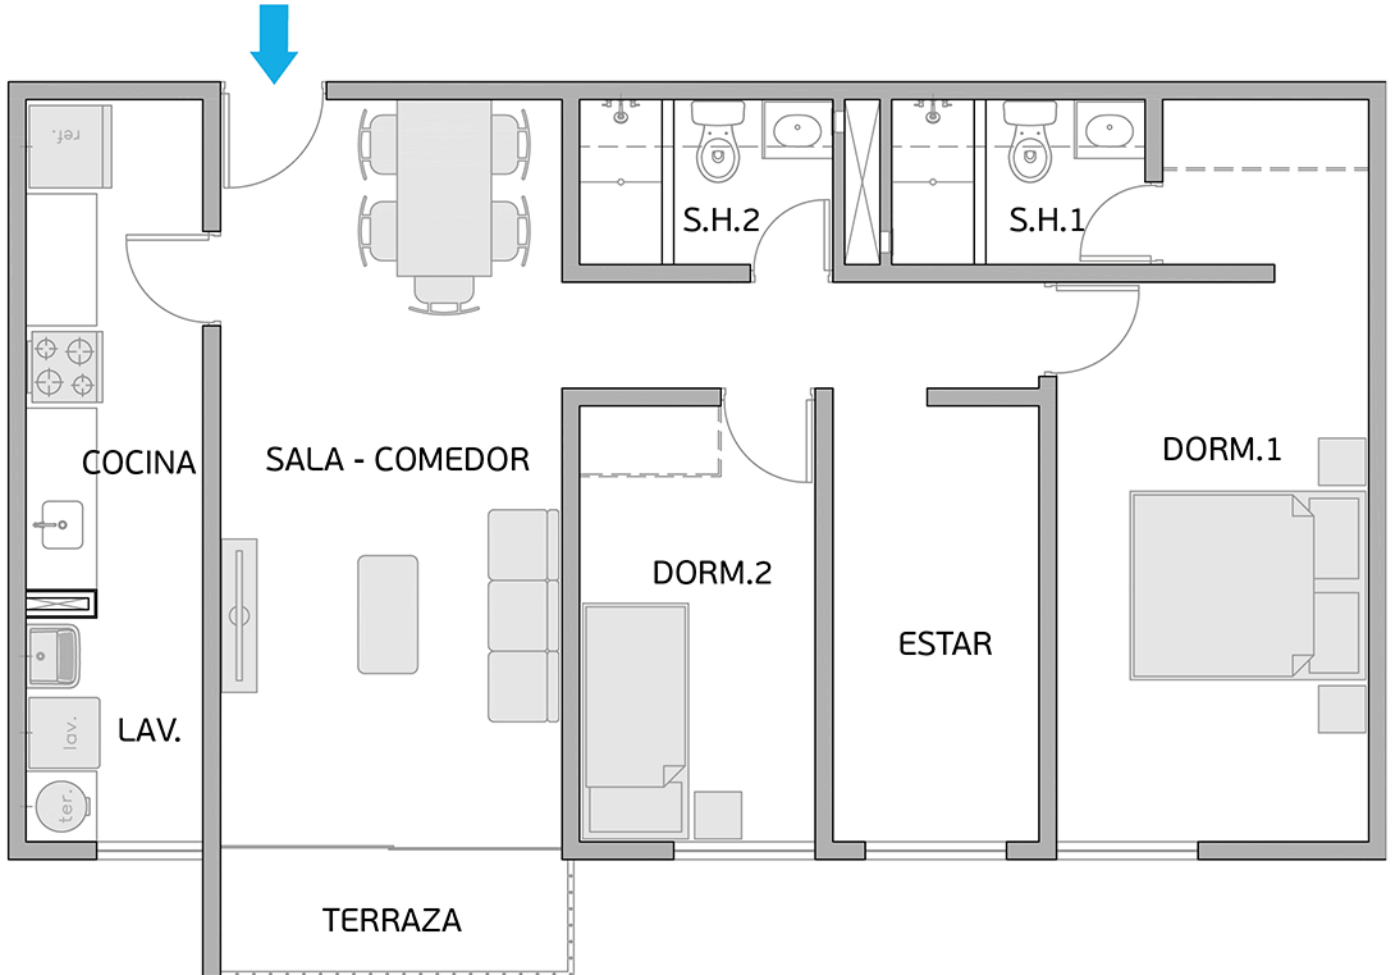 ref.
S.H.2
S.H.1
COCINA
SALA - COMEDOR
DORM.1
DORM.2
ESTAR
LAV.
lav.
ter.
TERRAZA